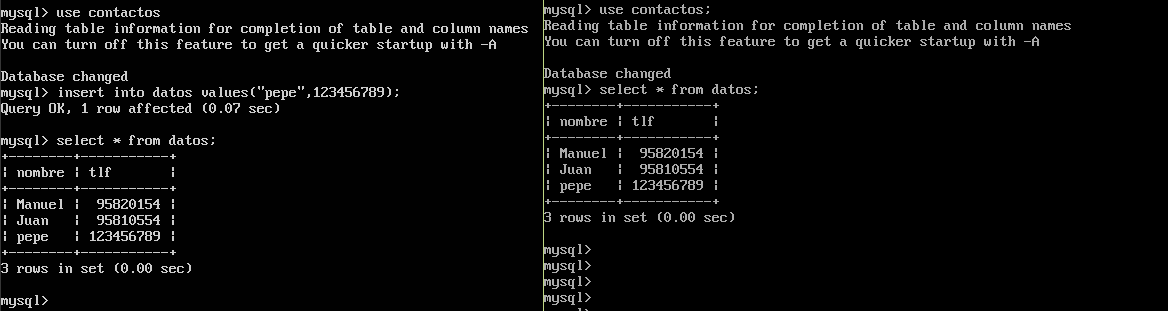 mysql> use contactos
Reading table information for completion of table and column names
You can turn off this feature to get a quicker startup with -A
Database changed
mysql> insert into datos values("pepe",123456789);
Query OK, 1 row affected (0.07 sec)
mysql> select * from datos;
+--------+-----------+
¦ nombre ¦ tlf       ¦
+--------+-----------+
¦ Manuel ¦  95820154 ¦
¦ Juan   ¦  95810554 ¦
¦ pepe   ¦ 123456789 ¦
+--------+-----------+
3 rows in set (0.00 sec)
mysql>
mysql> use contactos;
Reading table information for completion of table and column names
You can turn off this feature to get a quicker startup with -A
Database changed
mysql> select * from datos;
+--------+-----------+
¦ nombre ¦ tlf       ¦
+--------+-----------+
¦ Manuel ¦  95820154 ¦
¦ Juan   ¦  95810554 ¦
¦ pepe   ¦ 123456789 ¦
+--------+-----------+
3 rows in set (0.00 sec)
mysql>
mysql>
mysql>
mysql>